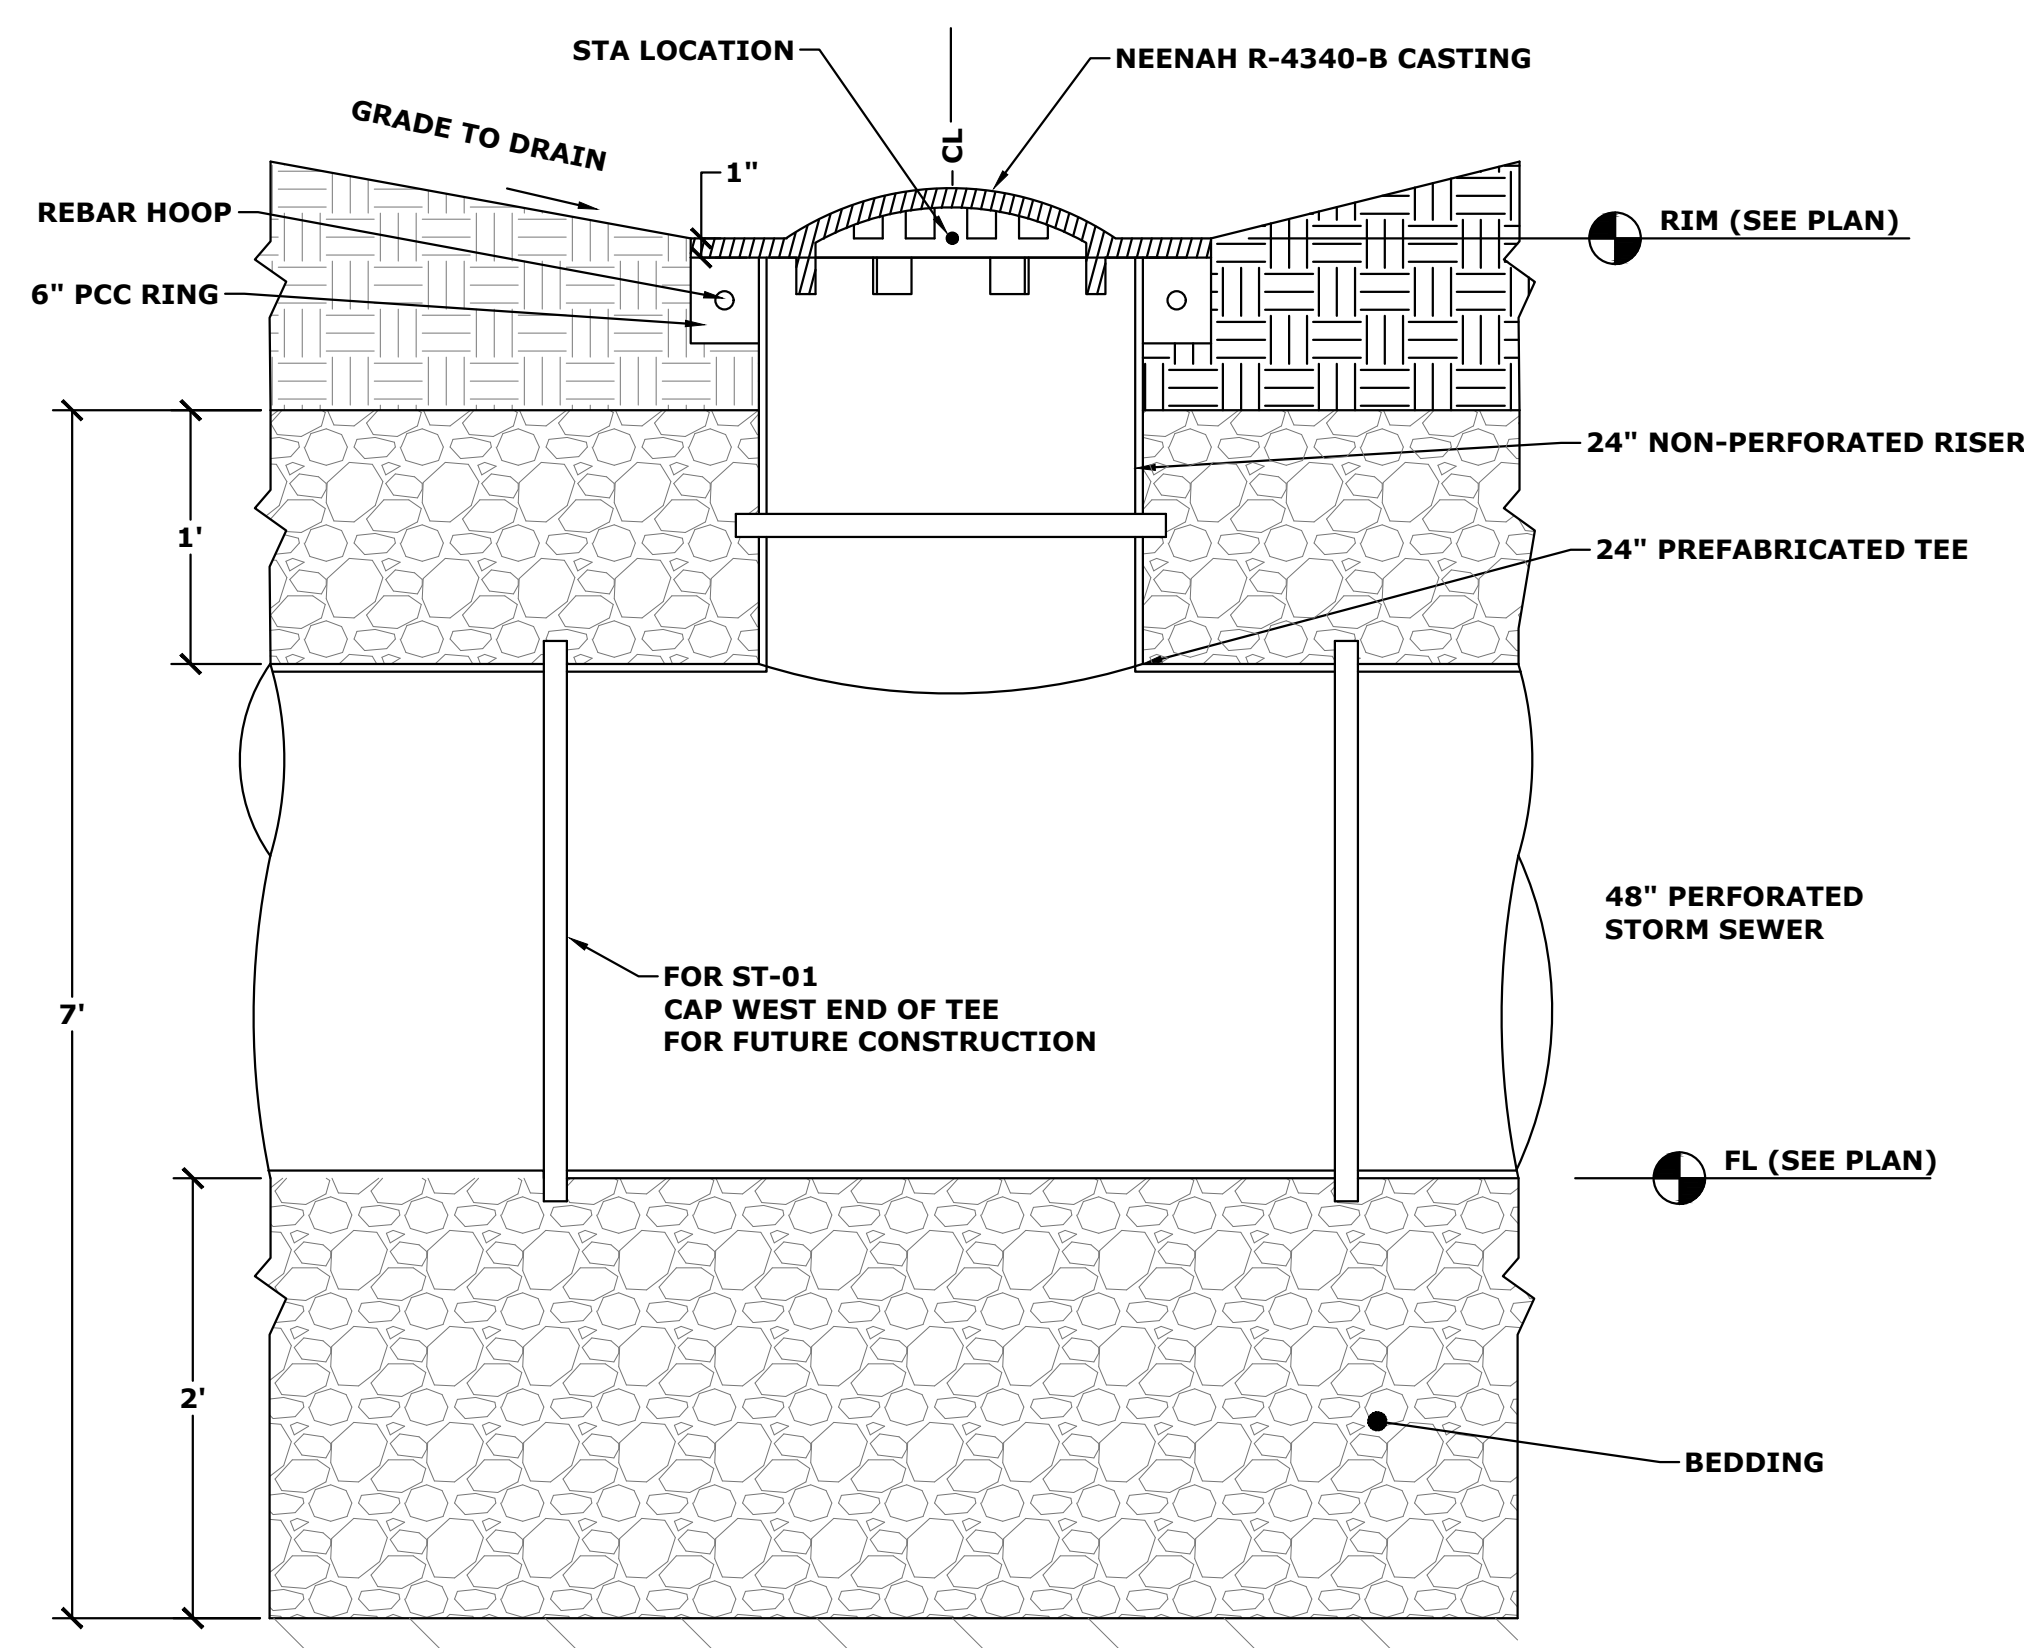 STA LOCATION
NEENAH R-4340-B CASTING
GRADE TO DRAIN
CL
1"
REBAR HOOP
RIM (SEE PLAN)
6" PCC RING
24" NON-PERFORATED RISER
1'
24" PREFABRICATED TEE
48" PERFORATED
STORM SEWER
FOR ST-01
CAP WEST END OF TEE
FOR FUTURE CONSTRUCTION
7'
FL (SEE PLAN)
2'
BEDDING